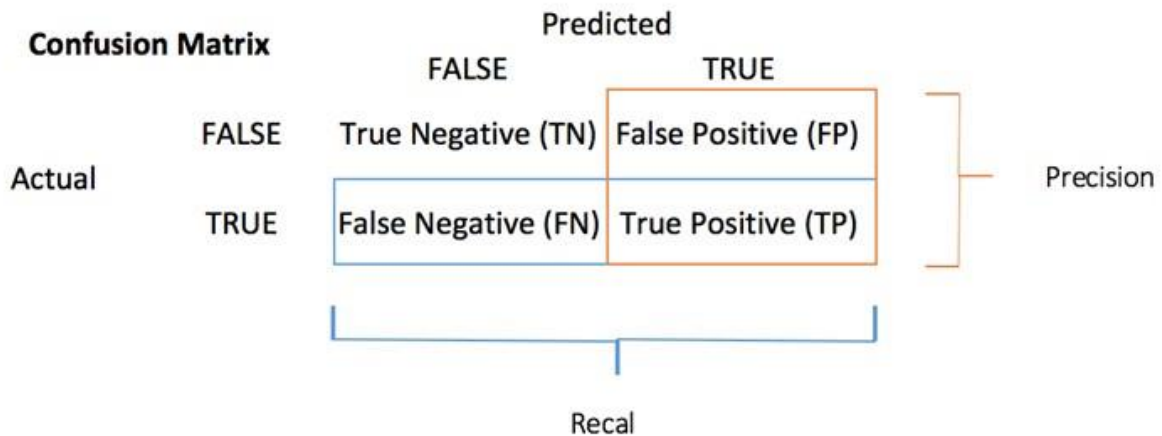 Confusion Matrix
Predicted
FALSE TRUE
FALSE True Negative (TN) False Positive (FP)
Actual
Precision
TRUE False Negative (FN) True Positive (TP)
Recal